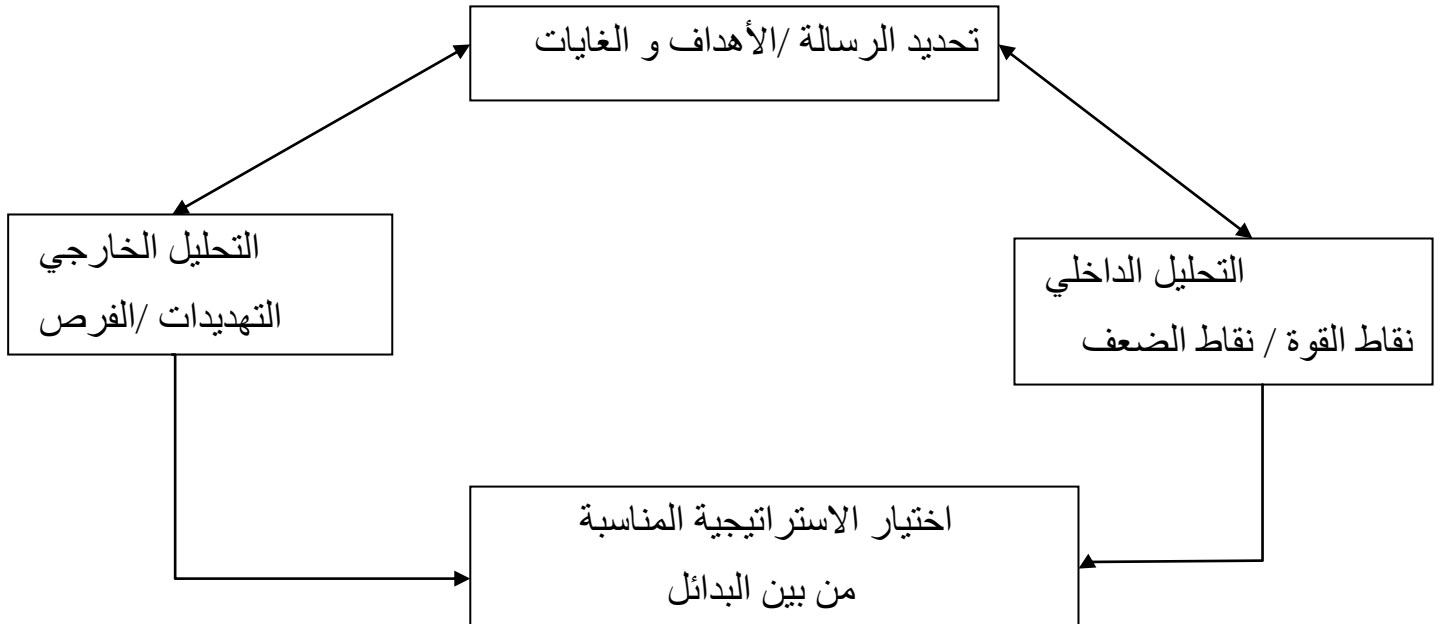 تحديد الرسالة /الأهداف و الغايات
التحليل الداخلي
نقاط القوة / نقاط الضعف
التحليل الخارجي
التهديدات /الفرص
اختيار الاستراتيجية المناسبة
من بين البدائل